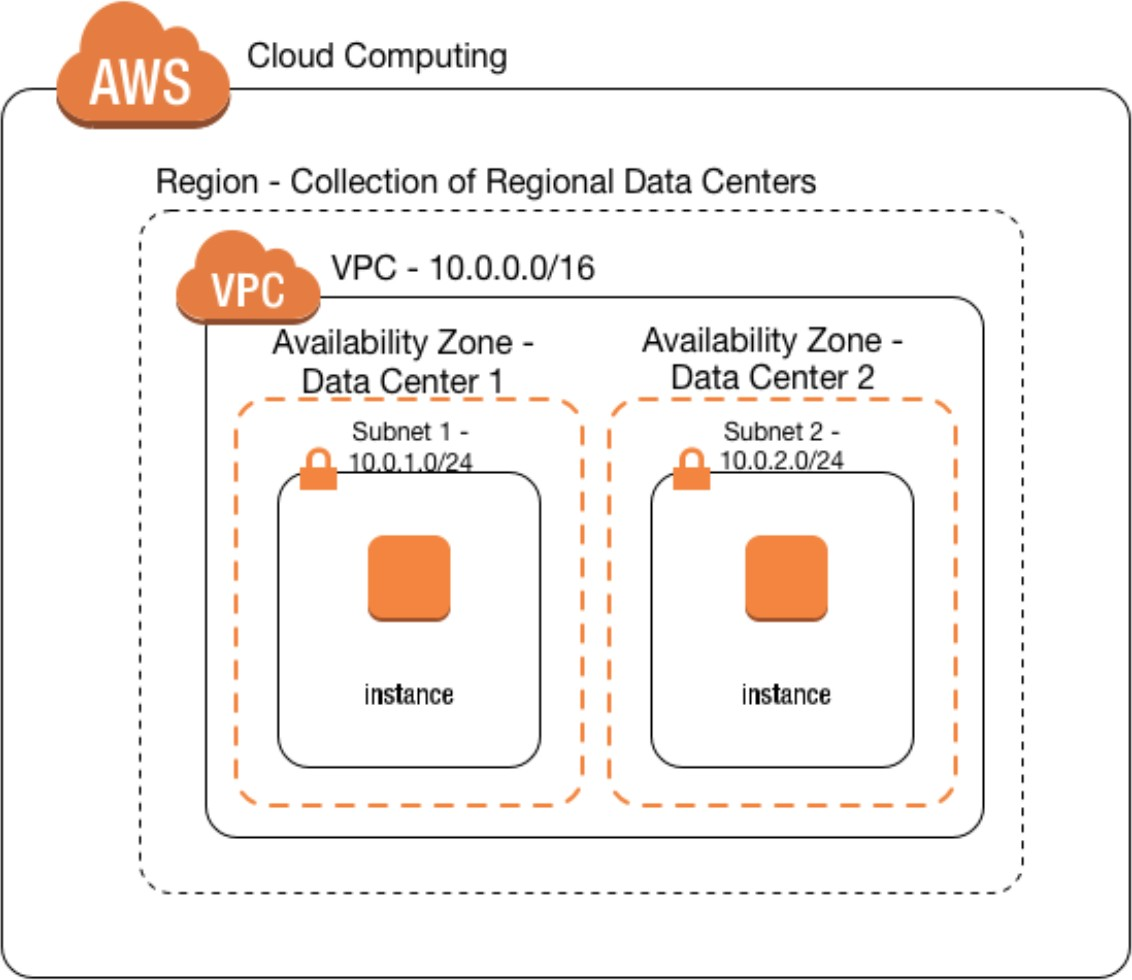 AWS
Cloud Computing
Region - Collection of Regional Data Centers
VPC
VPC - 10.0.0.0/16
Availability Zone -
Data Center 1
Subnet 1 -
10.0.1.0/24
instance
Availability Zone -
Data Center 2
Subnet 2 -
10.0.2.0/24
instance